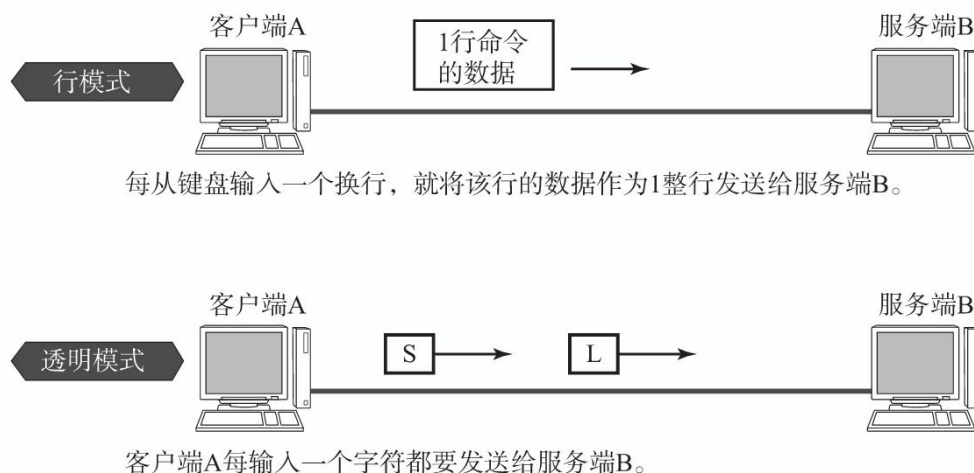 客户端A
服务端B
1行命令
的数据
行模式
每从键盘输入一个换行，就将该行的数据作为1整行发送给服务端B。
客户端A
服务端B
透明模式
S
L
客户端A每输入一个字符都要发送给服务端B。